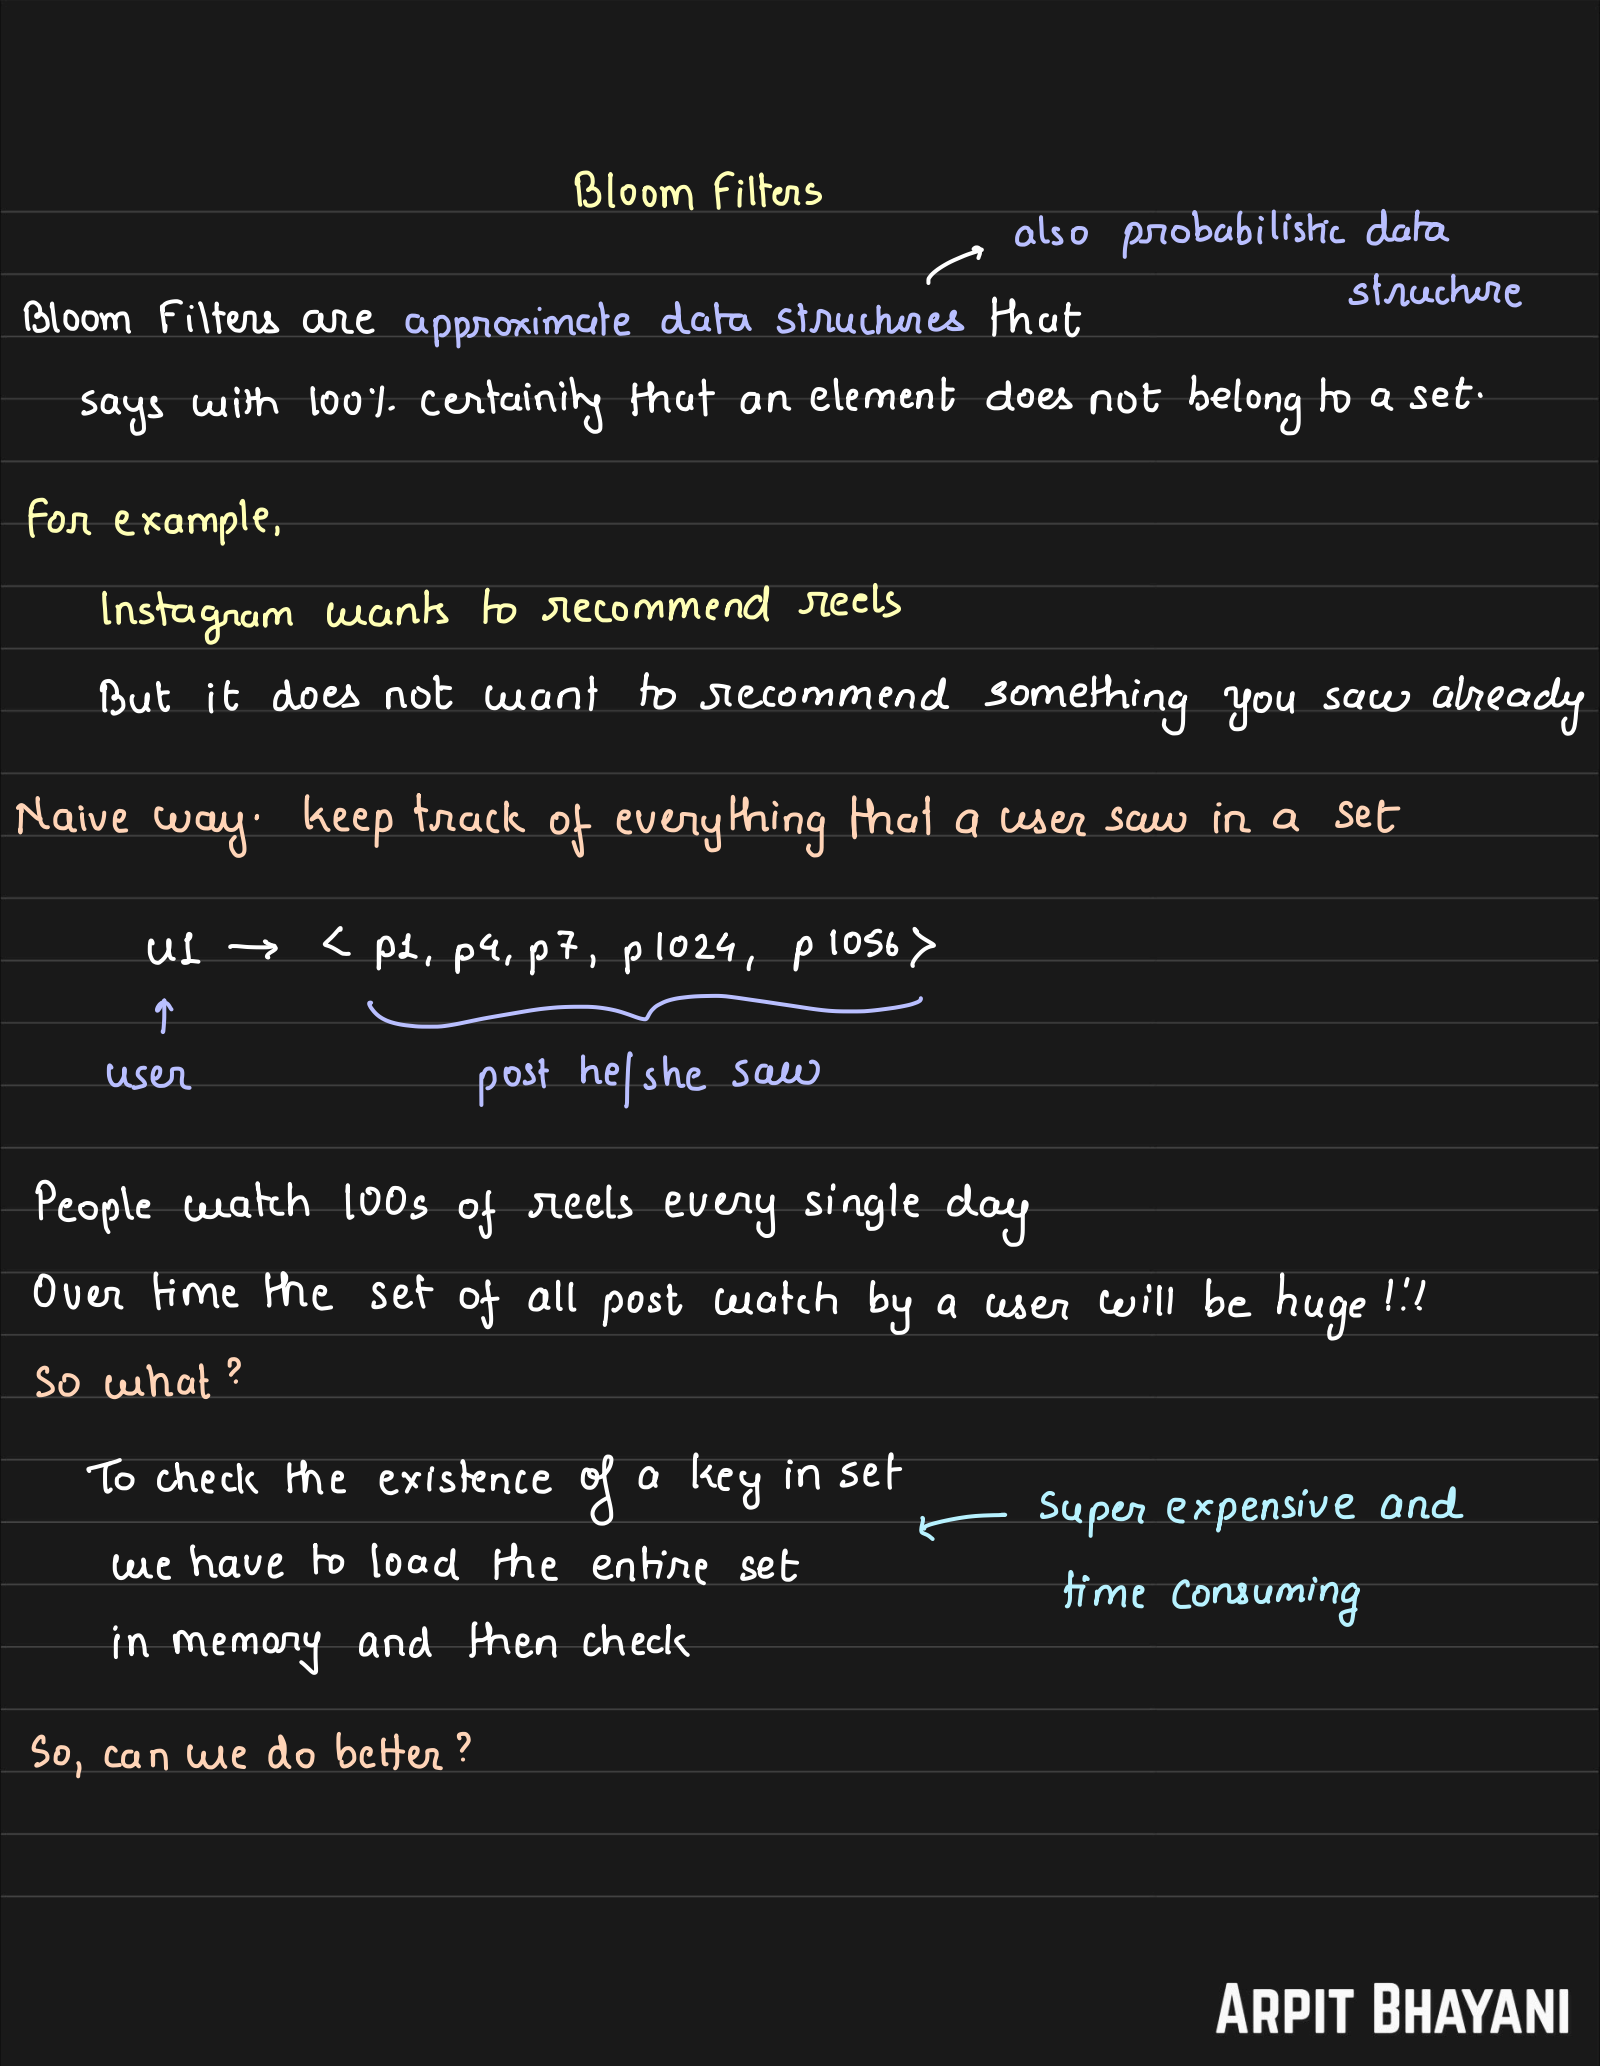 Bloom Filters
also probabilistic data
structure
Bloom Filters are approximate data structures that
says with 100% certainity that an element does not belong to a set.
For example,
Instagram wants to recommend reels
But it does not want to recommend something you saw already
Naive way. keep track of everything that a user saw in a set
u1 → < p1, p4, p7, p1024, p1056 >
user
post he/she saw
People watch 100s of reels every single day
Over time the set of all post watch by a user will be huge!!!
So what?
To check the existence of a key in set
we have to load the entire set
in memory and then check
Super expensive and
time consuming
So, can we do better?
ARPIT BHAYANI